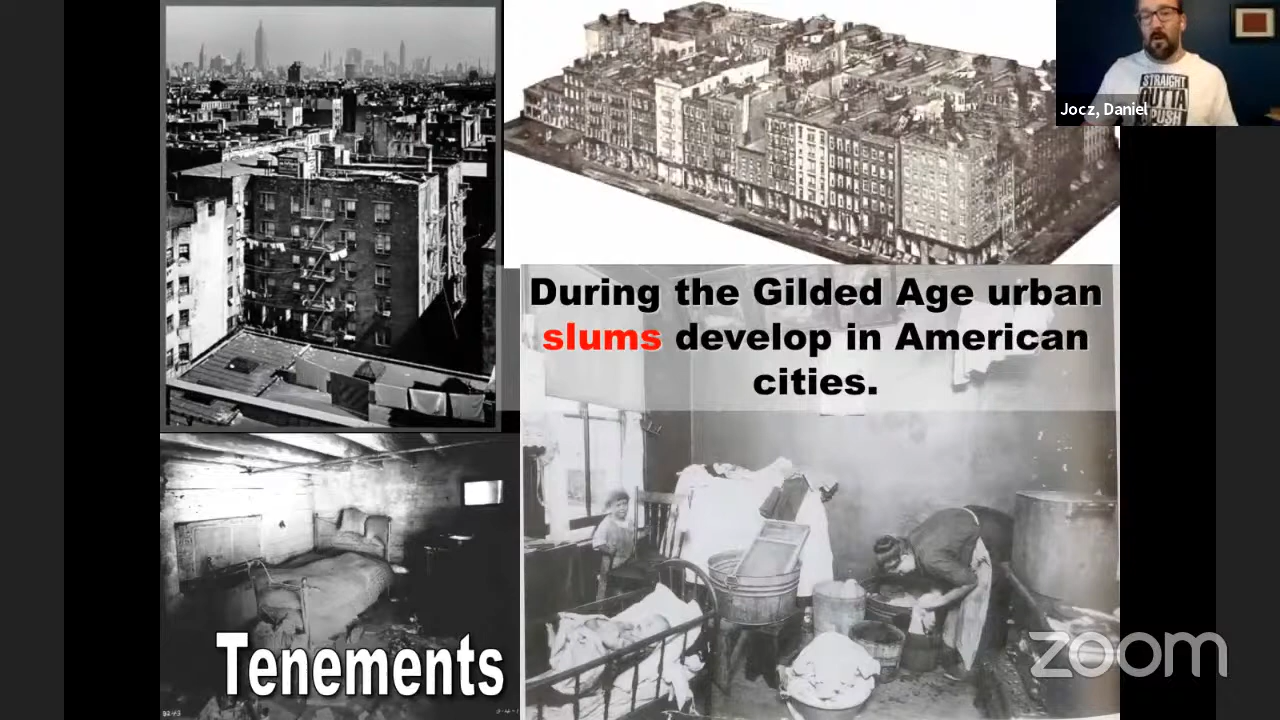 STRAIGHT
OUTTA
PUSH
Jocz, Daniel
During the Gilded Age urban
slums develop in American
cities.
Tenements
zoom